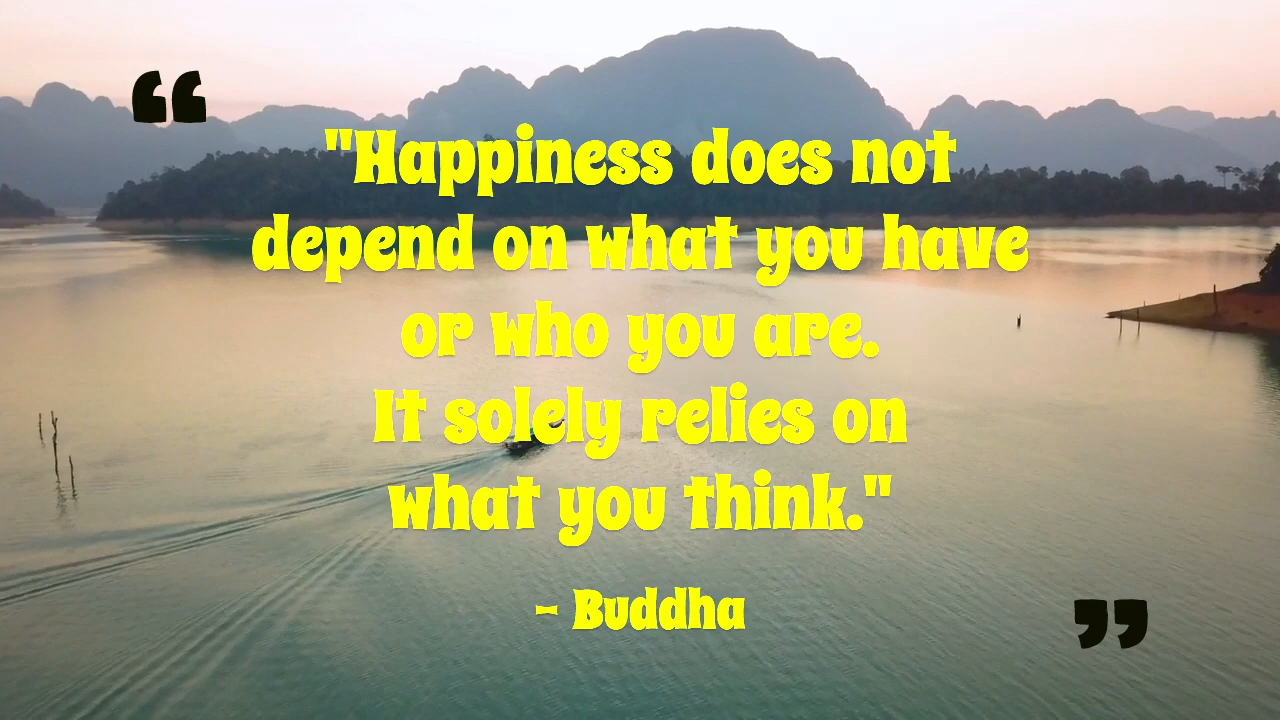 “
"Happiness does not
depend on what you have
or who you are.
It solely relies on
what you think."
- Buddha
”